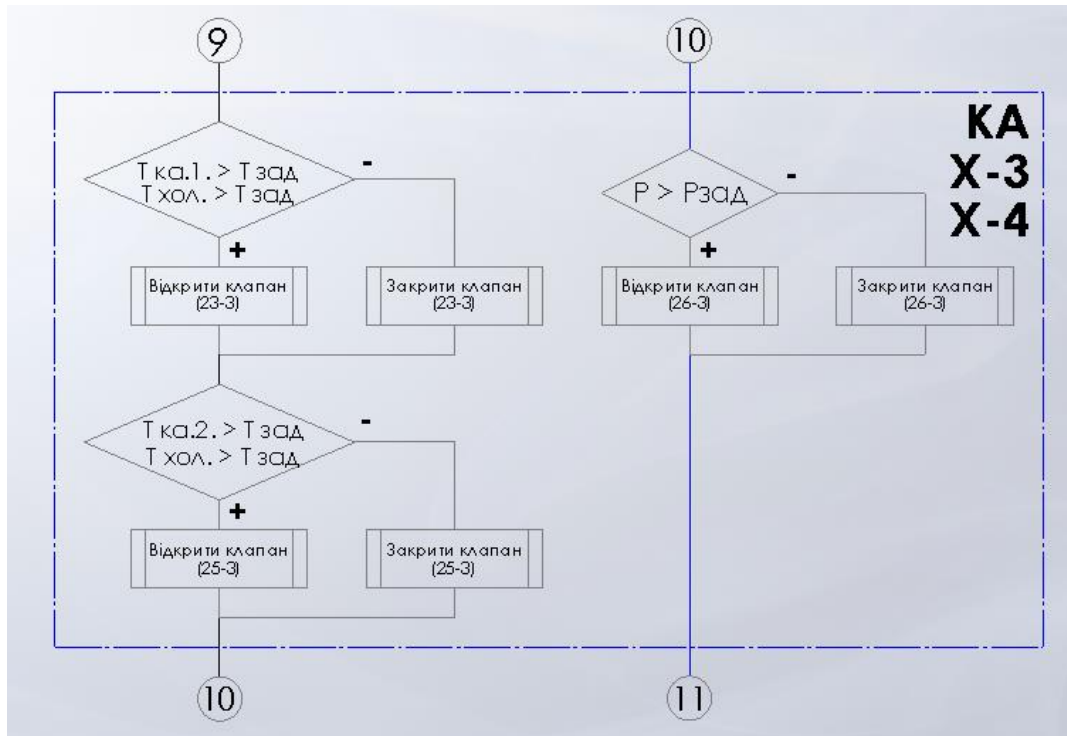 9
Т ка.1. > Т зад
Т хол. > Т зад
-
+
Відкрити клапан
(23-3)
Закрити клапан
(23-3)
Т ка.2. > Т зад
Т хол. > Т зад
-
+
Відкрити клапан
(25-3)
Закрити клапан
(25-3)
10
10
КА
Х-3
Х-4
Р > Рзад
-
+
Відкрити клапан
(26-3)
Закрити клапан
(26-3)
11